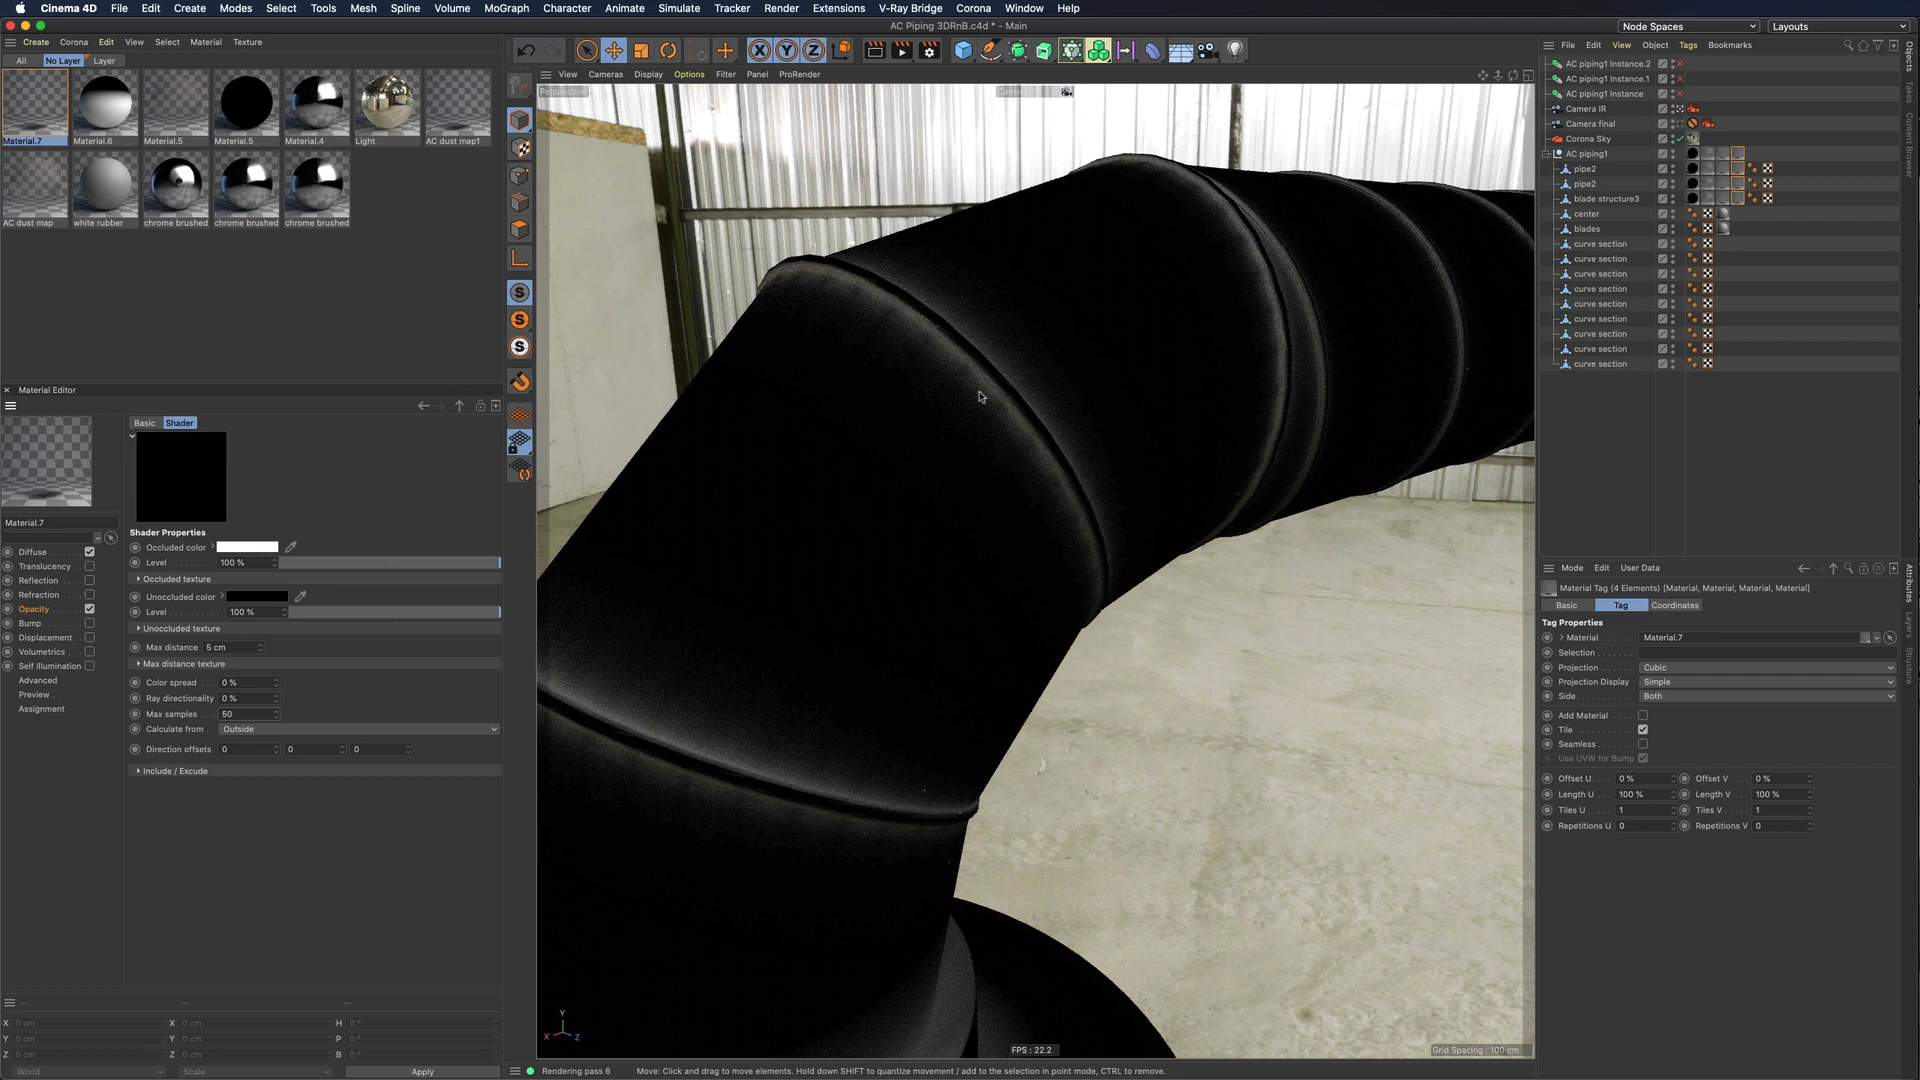 Cinema 4D File Edit Create Modes Select Tools Mesh Spline Volume MoGraph Character Animate Simulate Tracker Render Extensions V-Ray Bridge Corona Window Help
AC Piping 3DRnB.c4d * - Main
Node Spaces
Layouts
Create Corona Edit View Select Material Texture
All No Layer Layer
Material.7 Material.6 Material.5 Material.5 Material.4 Light AC dust map1
AC dust map white rubber chrome brushed chrome brushed chrome brushed
Material Editor
Basic Shader
Material.7
Diffuse
Translucency
Reflection
Refraction
Opacity
Bump
Displacement
Volumetrics
Self Illumination
Advanced
Preview
Assignment
Shader Properties
Occluded color
Level 100 %
Occluded texture
Unoccluded color
Level 100 %
Unoccluded texture
Max distance 5 cm
Max distance texture
Color spread 0 %
Ray directionality 0 %
Max samples 50
Calculate from Outside
Direction offsets 0 0 0
Include / Excude
-- -- --
X 0 cm X 0 cm H 0 °
Y 0 cm Y 0 cm P 0 °
Z 0 cm Z 0 cm B 0 °
World Scale Apply
View Cameras Display Options Filter Panel ProRender
Perspective
X Y Z
S
S
S
Y
X Z
FPS : 22.2
Grid Spacing : 100 cm
Rendering pass 6 Move: Click and drag to move elements. Hold down SHIFT to quantize movement / add to the selection in point mode, CTRL to remove.
File Edit View Object Tags Bookmarks
AC piping1 Instance.2
AC piping1 Instance.1
AC piping1 Instance
Camera IR
Camera final
Corona Sky
AC piping1
pipe2
pipe2
blade structure3
center
blades
curve section
curve section
curve section
curve section
curve section
curve section
curve section
curve section
curve section
Objects
Takes
Content Browser
Mode Edit User Data
Material Tag (4 Elements) [Material, Material, Material, Material]
Basic Tag Coordinates
Tag Properties
Material Material.7
Selection
Projection Cubic
Projection Display Simple
Side Both
Add Material
Tile
Seamless
Use UVW for Bump
Offset U 0 % Offset V 0 %
Length U 100 % Length V 100 %
Tiles U 1 Tiles V 1
Repetitions U 0 Repetitions V 0
Attributes
Layers
Structure